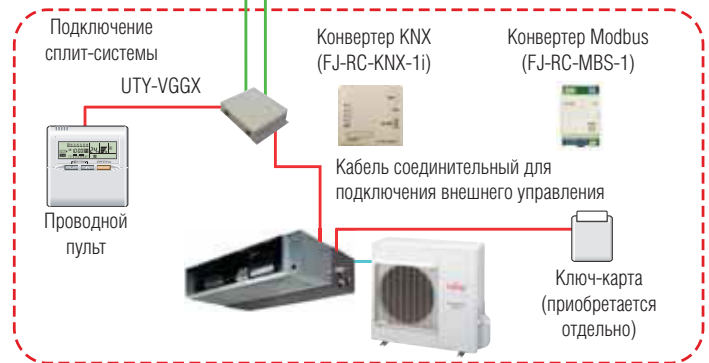 Подключение
сплит-системы
UTY-VGGX
Конвертер KNX
(FJ-RC-KNX-1i)
Конвертер Modbus
(FJ-RC-MBS-1)
Проводной
пульт
Кабель соединительный для
подключения внешнего управления
Ключ-карта
(приобретается
отдельно)